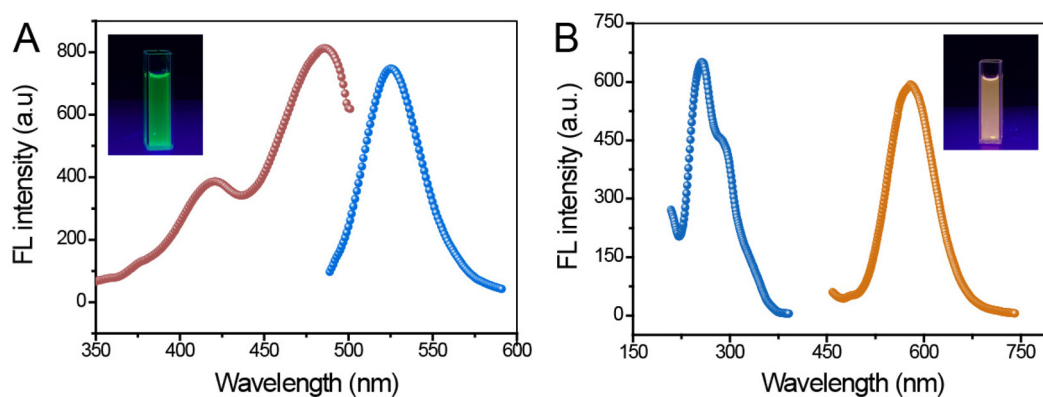 A
FL intensity (a.u)
800
600
400
200
0
350 400 450 500 550 600
Wavelength (nm)
B
FL intensity (a.u.)
750
600
450
300
150
0
150 300 450 600 750
Wavelength (nm)